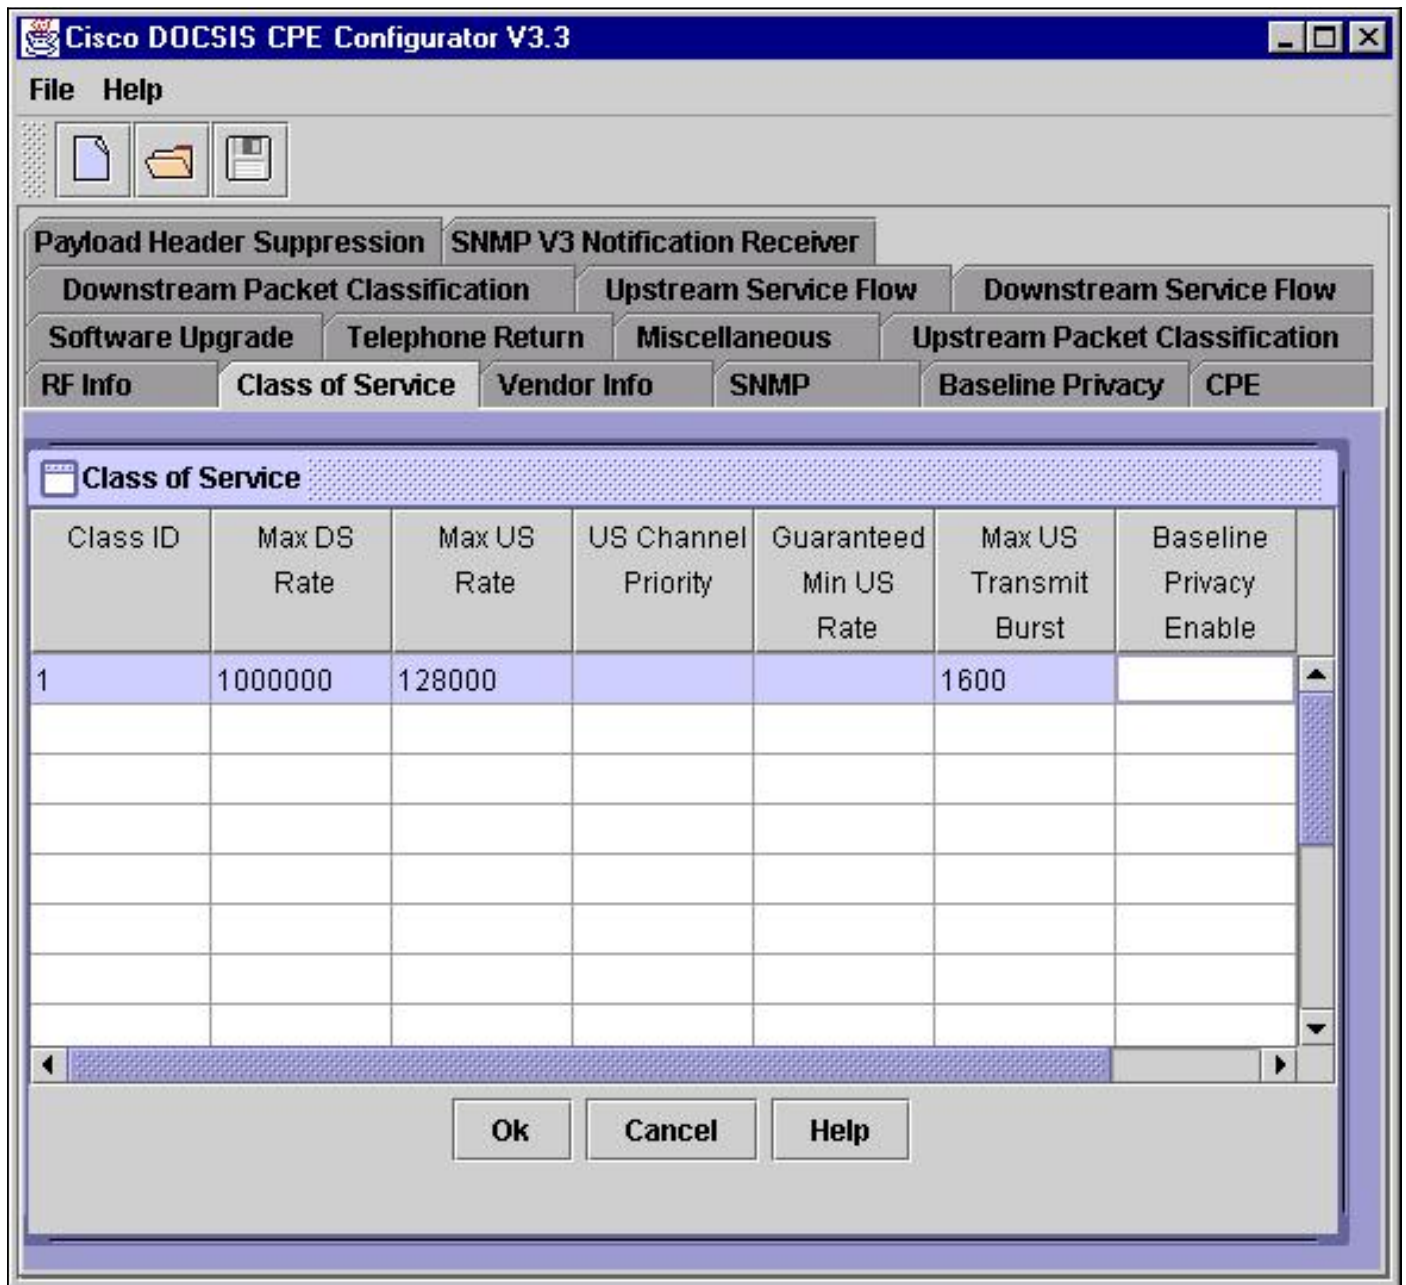 Cisco DOCSIS CPE Configurator V3.3
File Help
Payload Header Suppression SNMP V3 Notification Receiver
Downstream Packet Classification Upstream Service Flow Downstream Service Flow
Software Upgrade Telephone Return Miscellaneous Upstream Packet Classification
RF Info Class of Service Vendor Info SNMP Baseline Privacy CPE
Class of Service
Class ID Max DS US Channel Guaranteed Max US Baseline
Rate Rate Priority Min US Transmit Privacy
Rate Burst Enable
1 1000000 128000 1600
Ok Cancel Help